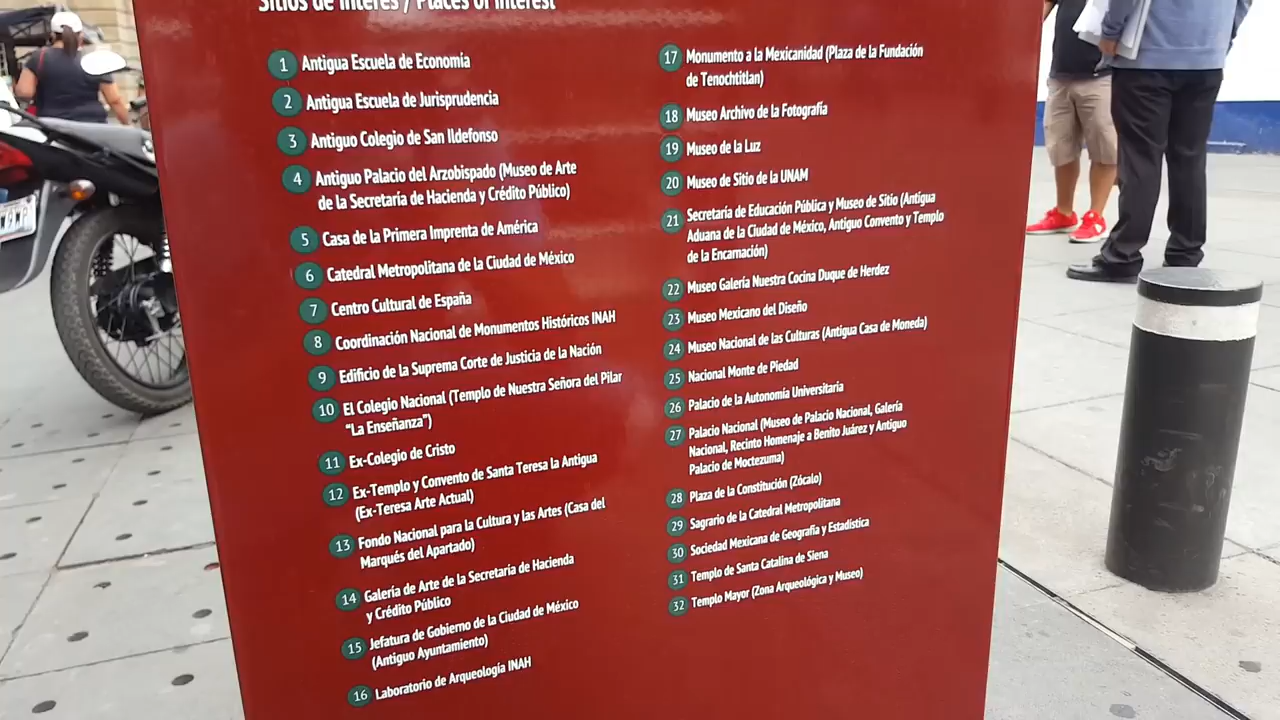 Sitios de Interés / Places of Interest
1 Antigua Escuela de Economía
2 Antigua Escuela de Jurisprudencia
3 Antiguo Colegio de San Ildefonso
4 Antiguo Palacio del Arzobispado (Museo de Arte
de la Secretaría de Hacienda y Crédito Público)
5 Casa de la Primera Imprenta de América
6 Catedral Metropolitana de la Ciudad de México
7 Centro Cultural de España
8 Coordinación Nacional de Monumentos Históricos INAH
9 Edificio de la Suprema Corte de Justicia de la Nación
10 El Colegio Nacional (Templo de Nuestra Señora del Pilar
"La Enseñanza")
11 Ex-Colegio de Cristo
12 Ex-Templo y Convento de Santa Teresa la Antigua
(Ex-Teresa Arte Actual)
13 Fondo Nacional para la Cultura y las Artes (Casa del
Marqués del Apartado)
14 Galería de Arte de la Secretaría de Hacienda
y Crédito Público
15 Jefatura de Gobierno de la Ciudad de México
(Antiguo Ayuntamiento)
16 Laboratorio de Arqueología INAH
17 Monumento a la Mexicanidad (Plaza de la Fundación
de Tenochtitlan)
18 Museo Archivo de la Fotografía
19 Museo de la Luz
20 Museo de Sitio de la UNAM
21 Secretaría de Educación Pública y Museo de Sitio (Antigua
Aduana de la Ciudad de México, Antiguo Convento y Templo
de la Encarnación)
22 Museo Galería Nuestra Cocina Duque de Herdez
23 Museo Mexicano del Diseño
24 Museo Nacional de las Culturas (Antigua Casa de Moneda)
25 Nacional Monte de Piedad
26 Palacio de la Autonomía Universitaria
27 Palacio Nacional (Museo de Palacio Nacional, Galería
Nacional, Recinto Homenaje a Benito Juárez y Antiguo
Palacio de Moctezuma)
28 Plaza de la Constitución (Zócalo)
29 Sagrario de la Catedral Metropolitana
30 Sociedad Mexicana de Geografía y Estadística
31 Templo de Santa Catalina de Siena
32 Templo Mayor (Zona Arqueológica y Museo)